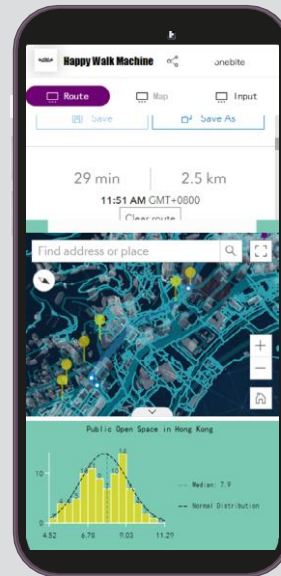 Happy Walk Machine
onebite
Route Map Input
Save Save As
29 min 2.5 km
11:51 AM GMT+0800
Clear route
Find address or place
+
−
Public Open Space in Hong Kong
Median: 7.9
Normal Distribution
10
0
4.52 6.78 9.03 11.29